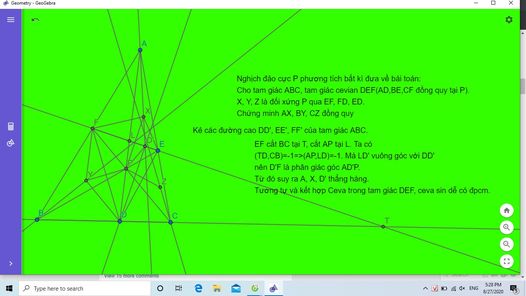 Geometry - GeoGebra
Nghịch đảo cực P phương tích bất kì đưa về bài toán:
Cho tam giác ABC, tam giác cevian DEF(AD,BE,CF đồng quy tại P).
X, Y, Z là đối xứng P qua EF, FD, ED.
Chứng minh AX, BY, CZ đồng quy
Kẻ các đường cao DD', EE', FF' của tam giác ABC.
EF cắt BC tại T, cắt AP tại L. Ta có
(TD,CB)=-1=>(AP,LD)=-1. Mà LD' vuông góc với DD'
nên D'F là phân giác góc AD'P.
Từ đó suy ra A, X, D' thẳng hàng.
Tương tự và kết hợp Ceva trong tam giác DEF, ceva sin dễ có đpcm.
A
X
F
L
E
P
Y
Z
B
D
C
T
View 15 more comments
Type here to search
ENG
5:28 PM
8/27/2020